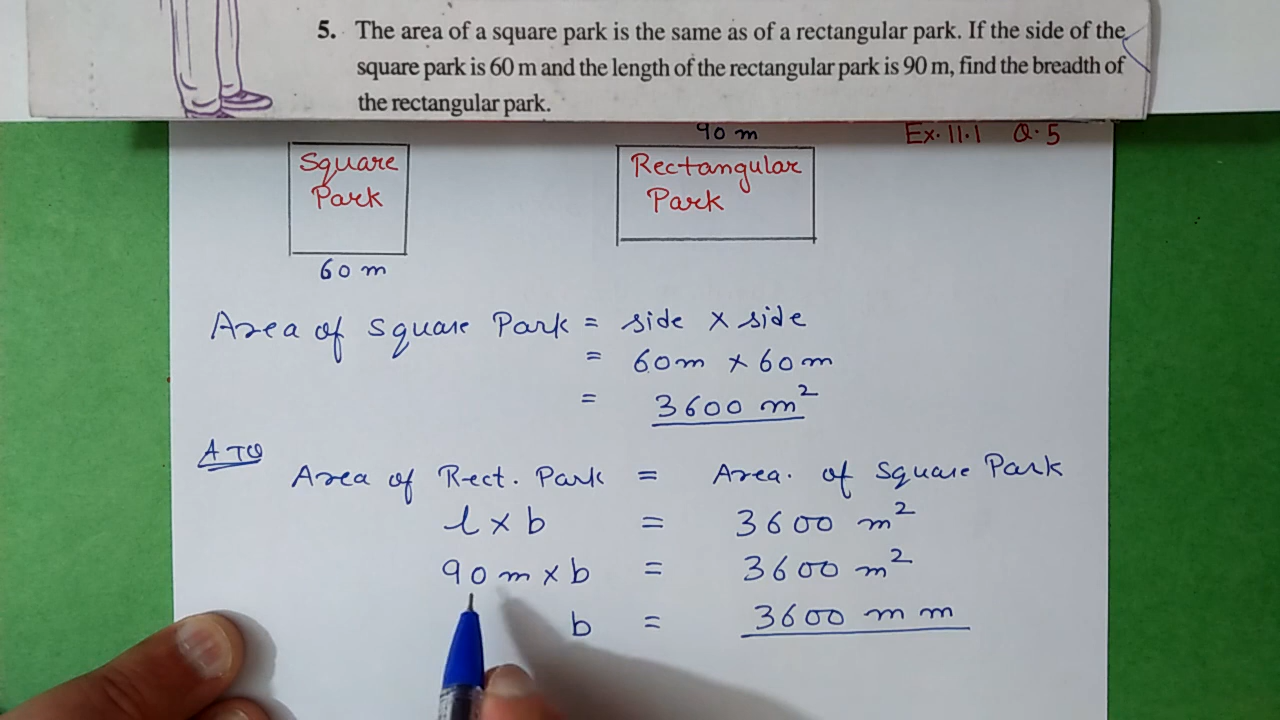 5. The area of a square park is the same as of a rectangular park. If the side of the
square park is 60 m and the length of the rectangular park is 90 m, find the breadth of
the rectangular park.
90 m
Ex. 11.1 Q. 5
Square
Park
Rectangular
Park
60 m
Area of square Park = side × side
= 60m × 60m
= 3600 m²
ATQ
Area of Rect. Park = Area. of Square Park
l × b = 3600 m²
90 m × b = 3600 m²
b = 3600 m m